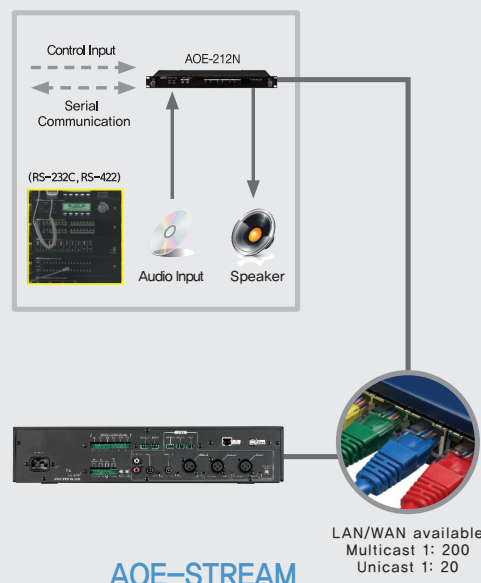 AOE-212N
Control Input
Serial
Communication
(RS-232C, RS-422)
Audio Input
Speaker
LAN/WAN available
Multicast 1: 200
Unicast 1: 20
AOE-STREAM